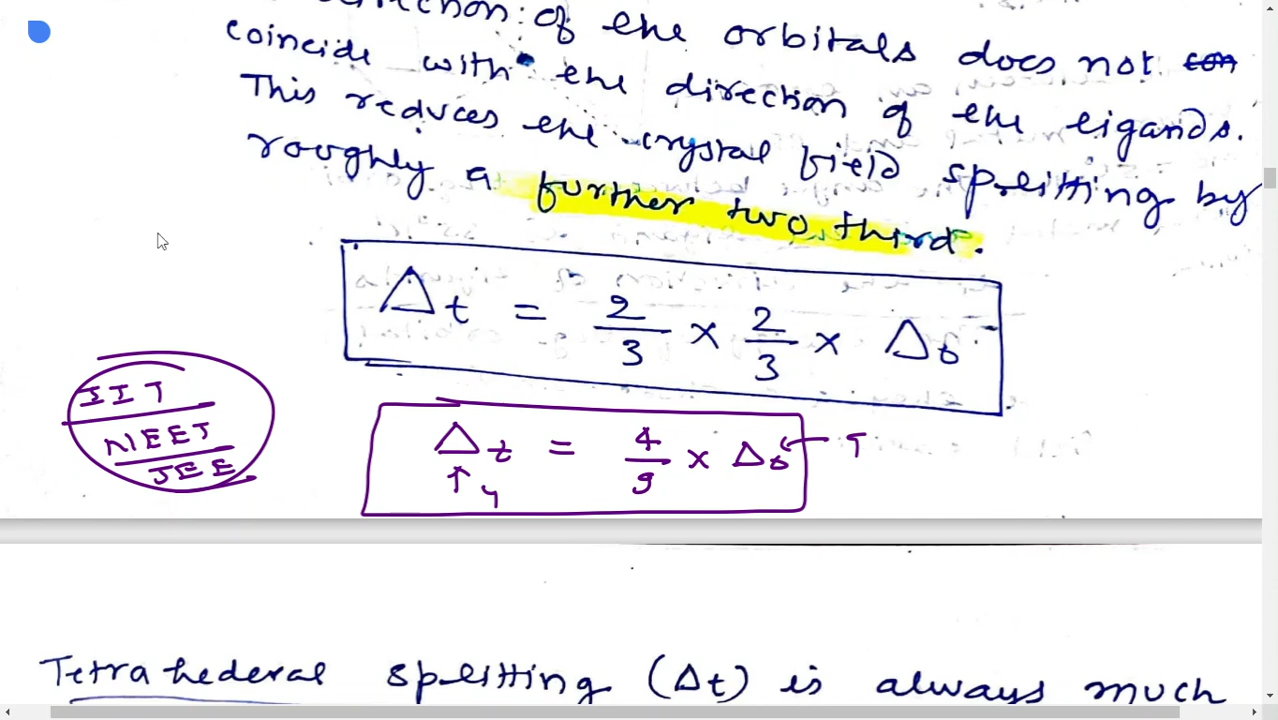 of the orbitals does not con
coincide with the direction of the ligands.
This reduces the crystal field splitting by
roughly a further two third.
Δt = 2/3 × 2/3 × Δo
IIT
NEET
JEE
Δt = 4/9 × Δo
Tetrahederal splitting (Δt) is always much